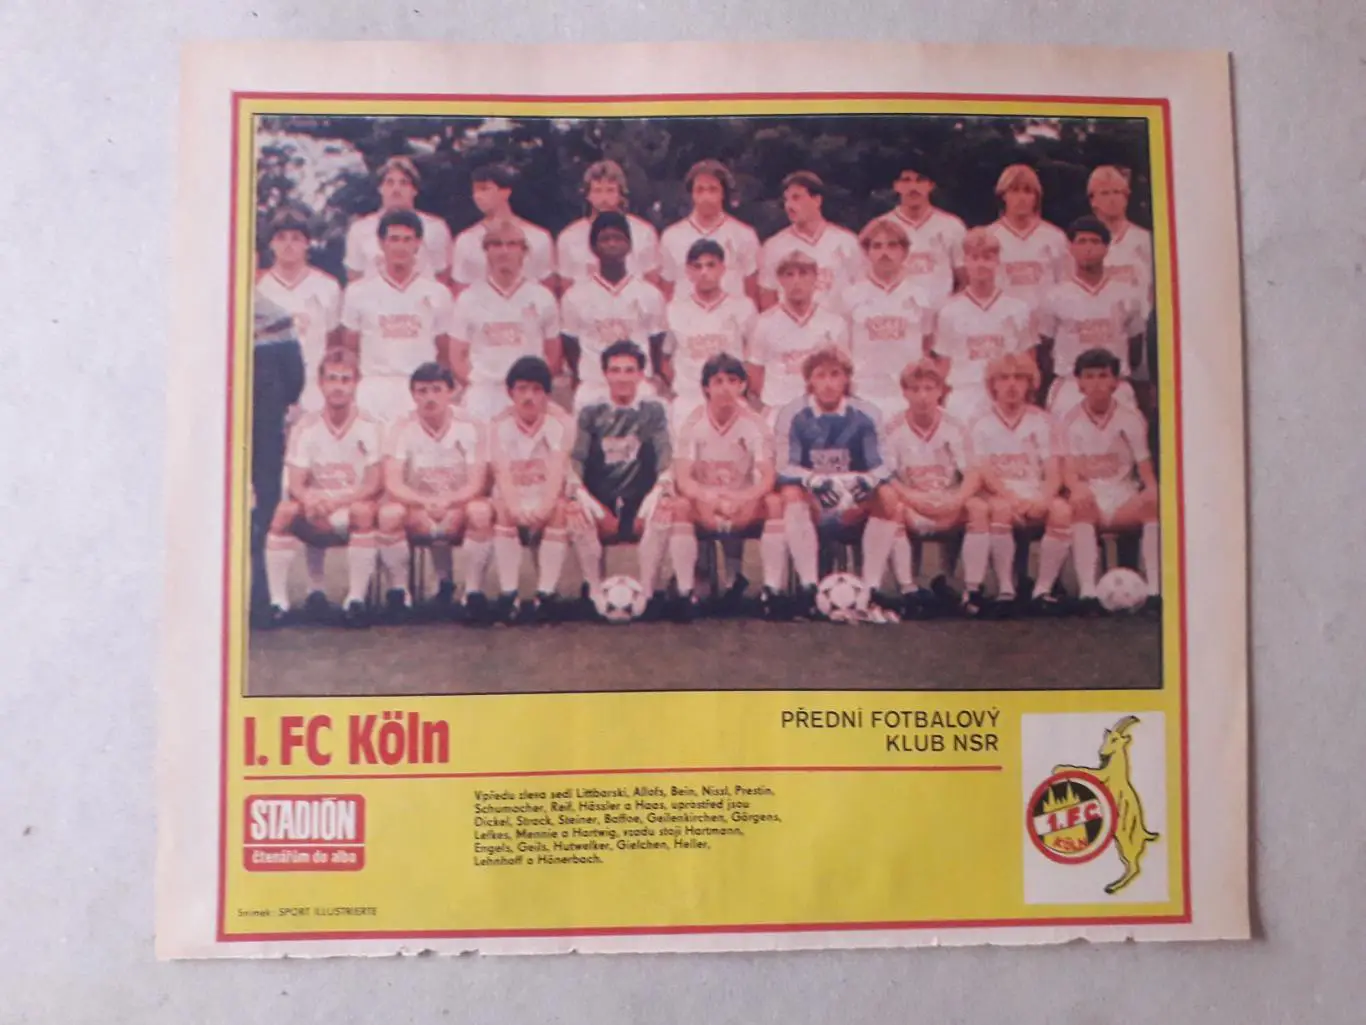 I. FC Köln
PŘEDNÍ FOTBALOVÝ
KLUB NSR
STADIÓN
čtenářům do alba
Vpředu zleva sedí Littbarski, Allofs, Bein, Nissl, Prestin,
Schumacher, Reif, Hässler a Haas, uprostřed jsou
Dickel, Strack, Steiner, Baffoe, Geilenkirchen, Görgens,
Lefkes, Mennie a Hartwig, vzadu stojí Hartmann,
Engels, Geils, Hutwelker, Gielchen, Heller,
Lehnhoff a Hönerbach.
Snímek: SPORT ILLUSTRIERTE
1. F.C.
KÖLN